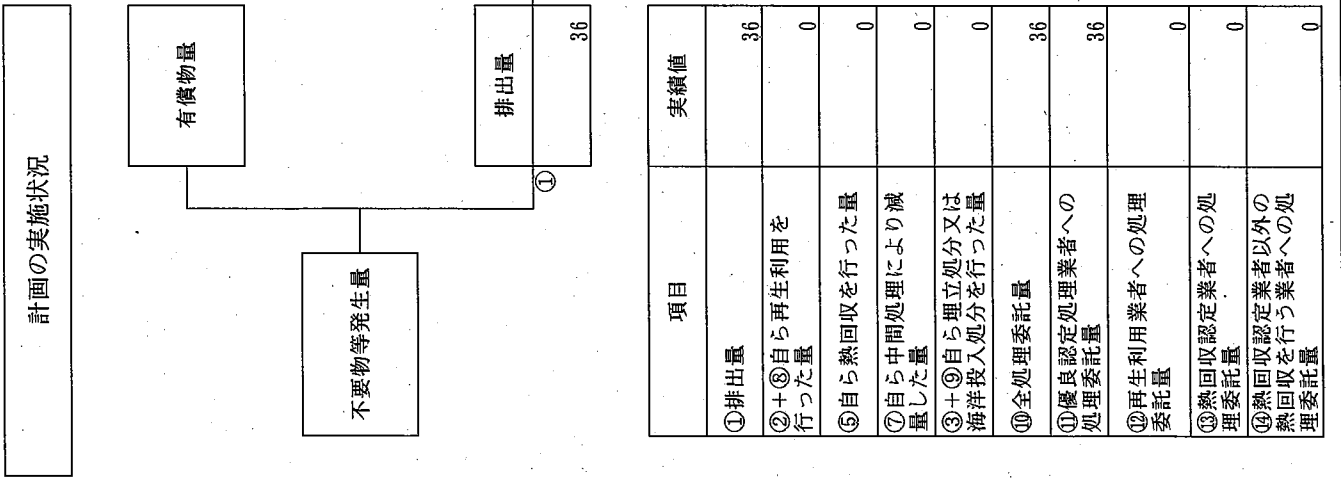 計画の実施状況
有償物量
不要物等発生量
排出量
①
36
項目
実績値
①排出量
36
②+⑧自ら再生利用を
行った量
0
⑤自ら熱回収を行った量
0
⑦自ら中間処理により減
量した量
0
③+⑨自ら埋立処分又は
海洋投入処分を行った量
0
⑩全処理委託量
36
⑪優良認定処理業者への
処理委託量
36
⑫再生利用業者への処理
委託量
0
⑬熱回収認定業者への処
理委託量
0
⑭熱回収認定業者以外の
熱回収を行う業者への処
理委託量
0